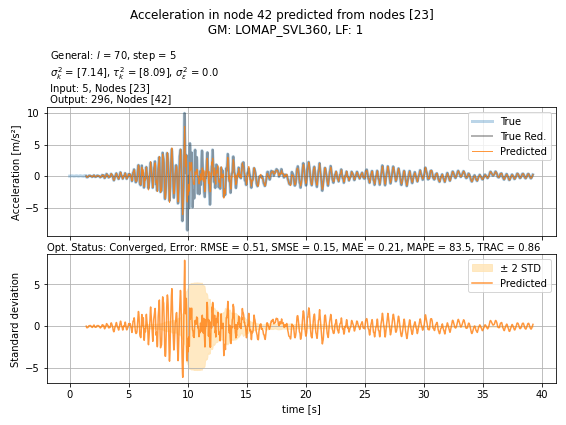 Acceleration in node 42 predicted from nodes [23]
GM: LOMAP_SVL360, LF: 1
General: l = 70, step = 5
σ²ₖ = [7.14], τ²ₖ = [8.09], σ²ε = 0.0
Input: 5, Nodes [23]
Output: 296, Nodes [42]
10
5
0
−5
Acceleration [m/s²]
True
True Red.
Predicted
Opt. Status: Converged, Error: RMSE = 0.51, SMSE = 0.15, MAE = 0.21, MAPE = 83.5, TRAC = 0.86
5
0
−5
Standard deviation
± 2 STD
Predicted
0 5 10 15 20 25 30 35 40
time [s]